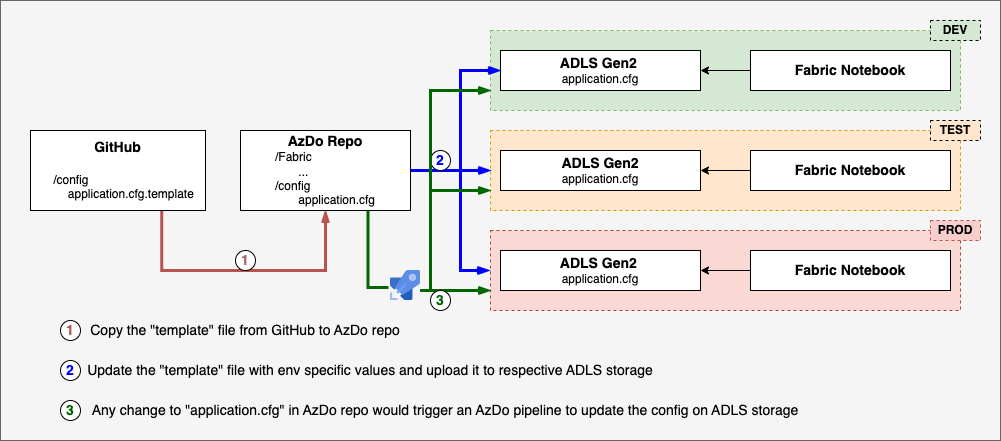 DEV
ADLS Gen2
application.cfg
Fabric Notebook
GitHub
/config
application.cfg.template
AzDo Repo
/Fabric
...
/config
application.cfg
TEST
2
ADLS Gen2
application.cfg
Fabric Notebook
PROD
ADLS Gen2
application.cfg
Fabric Notebook
1
3
1 Copy the "template" file from GitHub to AzDo repo
2 Update the "template" file with env specific values and upload it to respective ADLS storage
3 Any change to "application.cfg" in AzDo repo would trigger an AzDo pipeline to update the config on ADLS storage